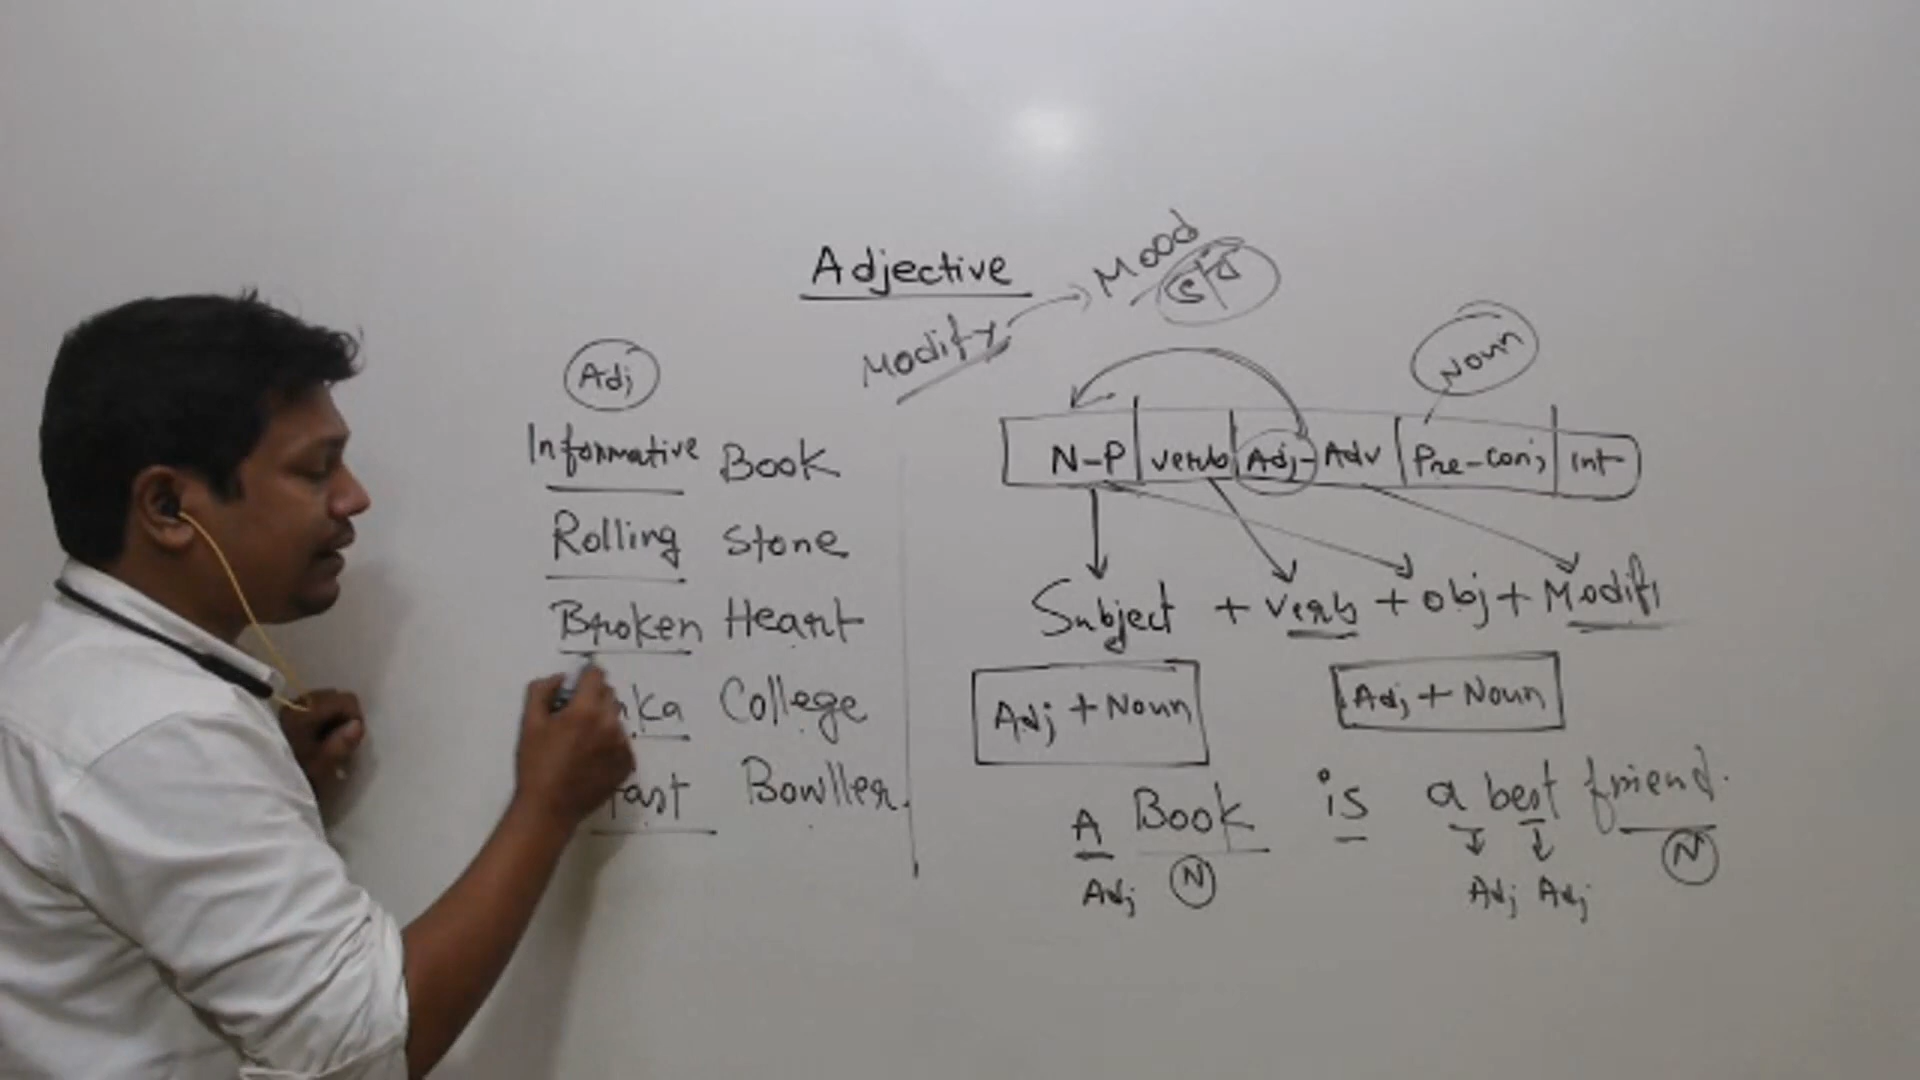 Adjective
Mood
Modify
Noun
Adj
Informative Book
Rolling Stone
Broken Heart
College
Fast Bowller.
N-P verb Adj- Adv Pre-Conj Int
Subject + verb + obj + Modifi
Adj + Noun
Adj + Noun
A Book is a best friend.
Adj N Adj Adj N